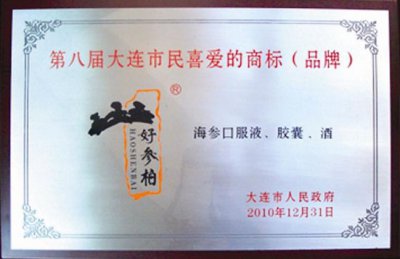 第八届大连市民喜爱的商标（品牌）
®
好参柏
HAOSHENBAI
海参口服液、胶囊、酒
大连市人民政府
2010年12月31日